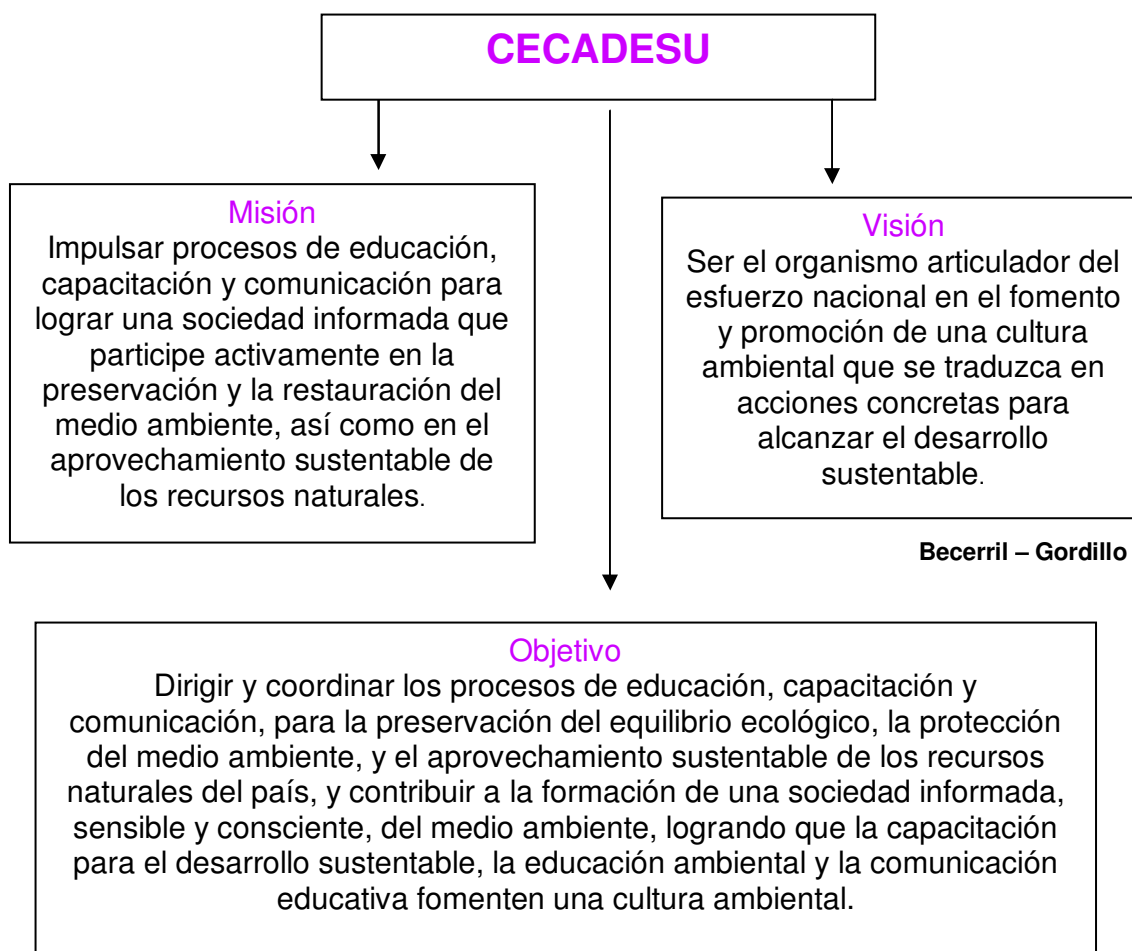 CECADESU
Misión
Impulsar procesos de educación,
capacitación y comunicación para
lograr una sociedad informada que
participe activamente en la
preservación y la restauración del
medio ambiente, así como en el
aprovechamiento sustentable de
los recursos naturales.
Visión
Ser el organismo articulador del
esfuerzo nacional en el fomento
y promoción de una cultura
ambiental que se traduzca en
acciones concretas para
alcanzar el desarrollo
sustentable.
Becerril – Gordillo
Objetivo
Dirigir y coordinar los procesos de educación, capacitación y
comunicación, para la preservación del equilibrio ecológico, la protección
del medio ambiente, y el aprovechamiento sustentable de los recursos
naturales del país, y contribuir a la formación de una sociedad informada,
sensible y consciente, del medio ambiente, logrando que la capacitación
para el desarrollo sustentable, la educación ambiental y la comunicación
educativa fomenten una cultura ambiental.